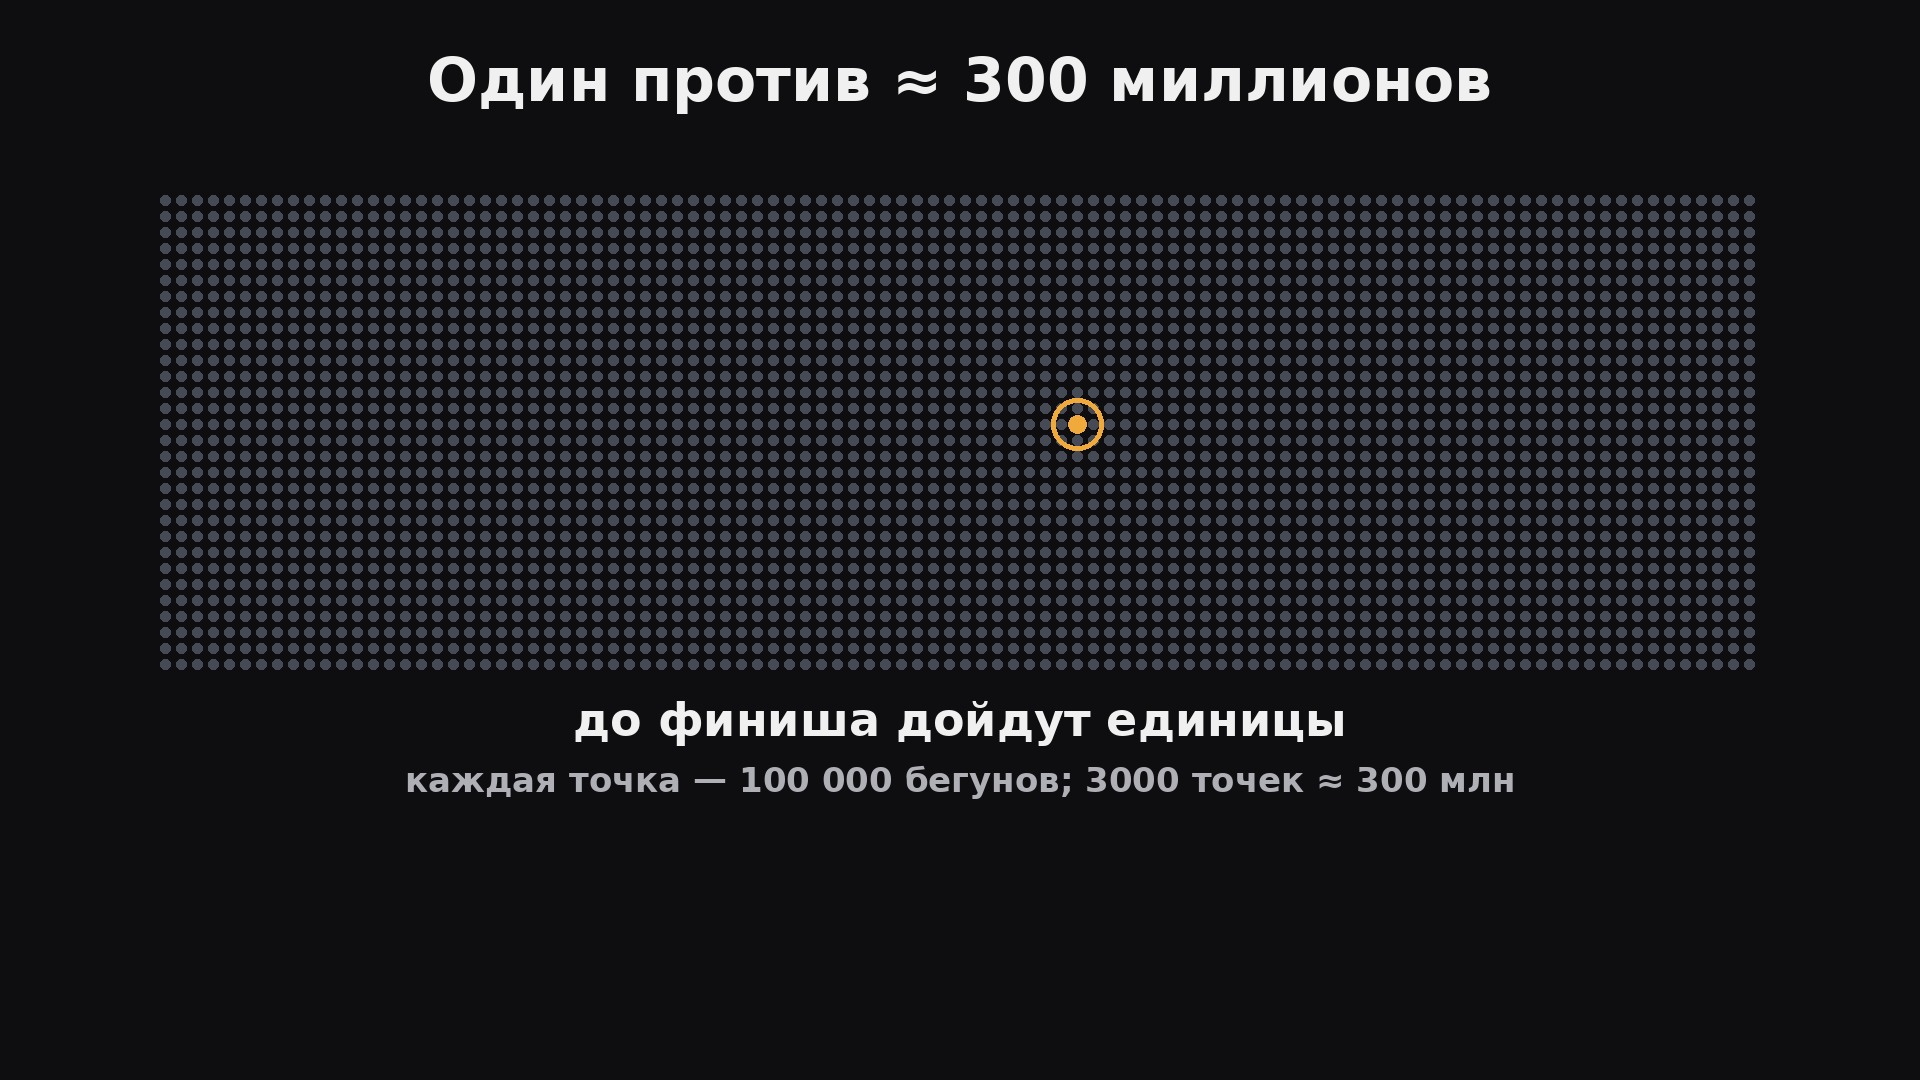 Один против ≈ 300 миллионов
до финиша дойдут единицы
каждая точка — 100 000 бегунов; 3000 точек ≈ 300 млн